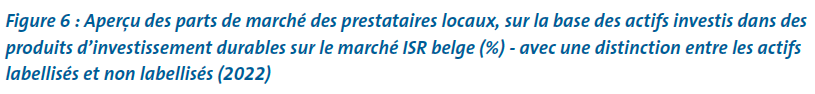 Figure 6 : Aperçu des parts de marché des prestataires locaux, sur la base des actifs investis dans des
produits d’investissement durables sur le marché ISR belge (%) - avec une distinction entre les actifs
labellisés et non labellisés (2022)